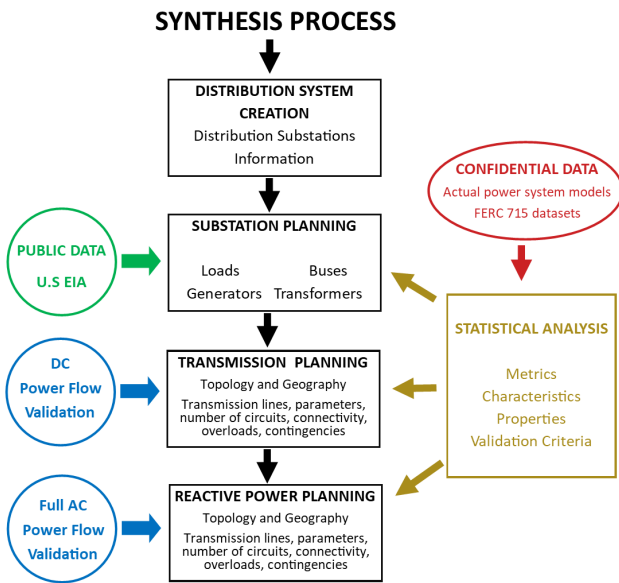 SYNTHESIS PROCESS
DISTRIBUTION SYSTEM
CREATION
Distribution Substations
Information
CONFIDENTIAL DATA
Actual power system models
FERC 715 datasets
PUBLIC DATA
U.S EIA
SUBSTATION PLANNING
Loads Buses
Generators Transformers
STATISTICAL ANALYSIS
Metrics
Characteristics
Properties
Validation Criteria
DC
Power Flow
Validation
TRANSMISSION PLANNING
Topology and Geography
Transmission lines, parameters,
number of circuits, connectivity,
overloads, contingencies
Full AC
Power Flow
Validation
REACTIVE POWER PLANNING
Topology and Geography
Transmission lines, parameters,
number of circuits, connectivity,
overloads, contingencies